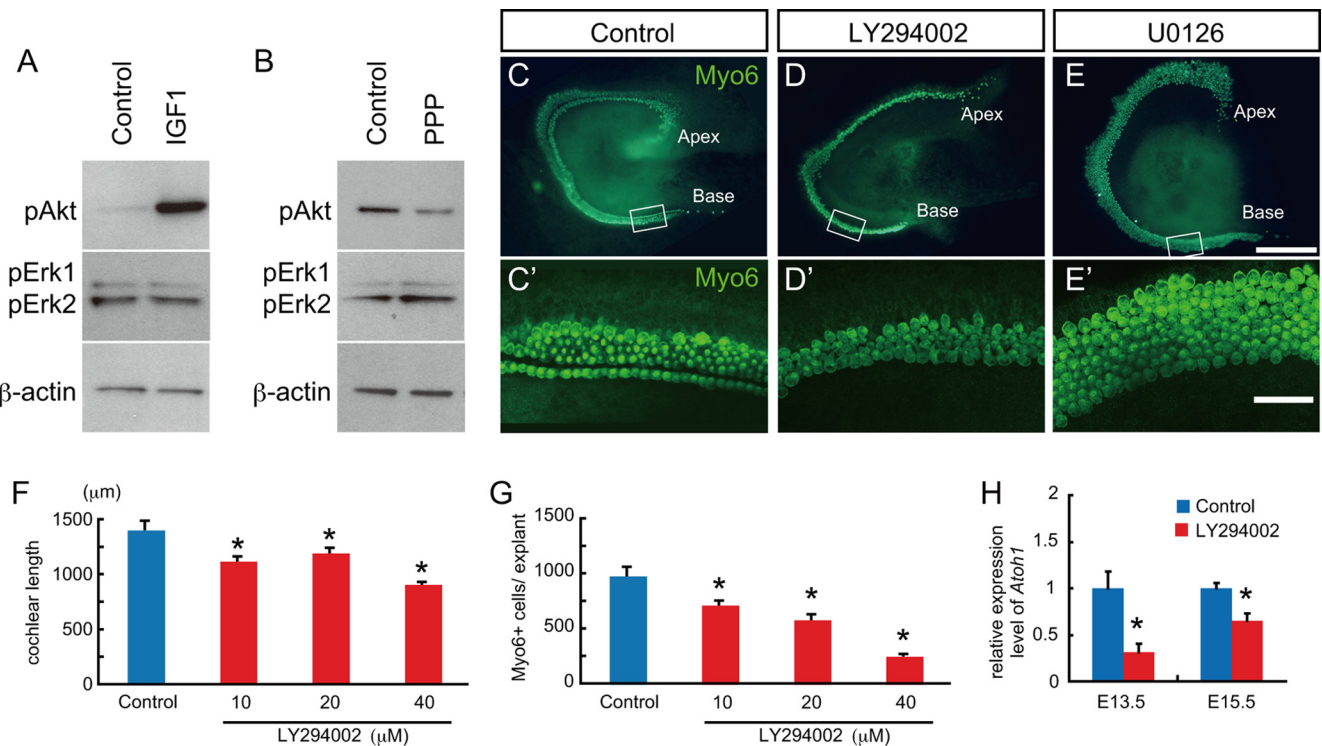 A
Control
IGF1
pAkt
pErk1
pErk2
β-actin
B
Control
PPP
pAkt
pErk1
pErk2
β-actin
Control
LY294002
U0126
C
Myo6
Apex
Base
D
Apex
Base
E
Apex
Base
C'
Myo6
D'
E'
F
(μm)
cochlear length
1500
1000
500
0
*
*
*
Control
10
20
40
LY294002 (μM)
G
Myo6+ cells/ explant
1500
1000
500
0
*
*
*
Control
10
20
40
LY294002 (μM)
H
relative expression
level of Atoh1
2
1.5
1
0.5
0
Control
LY294002
*
*
E13.5
E15.5